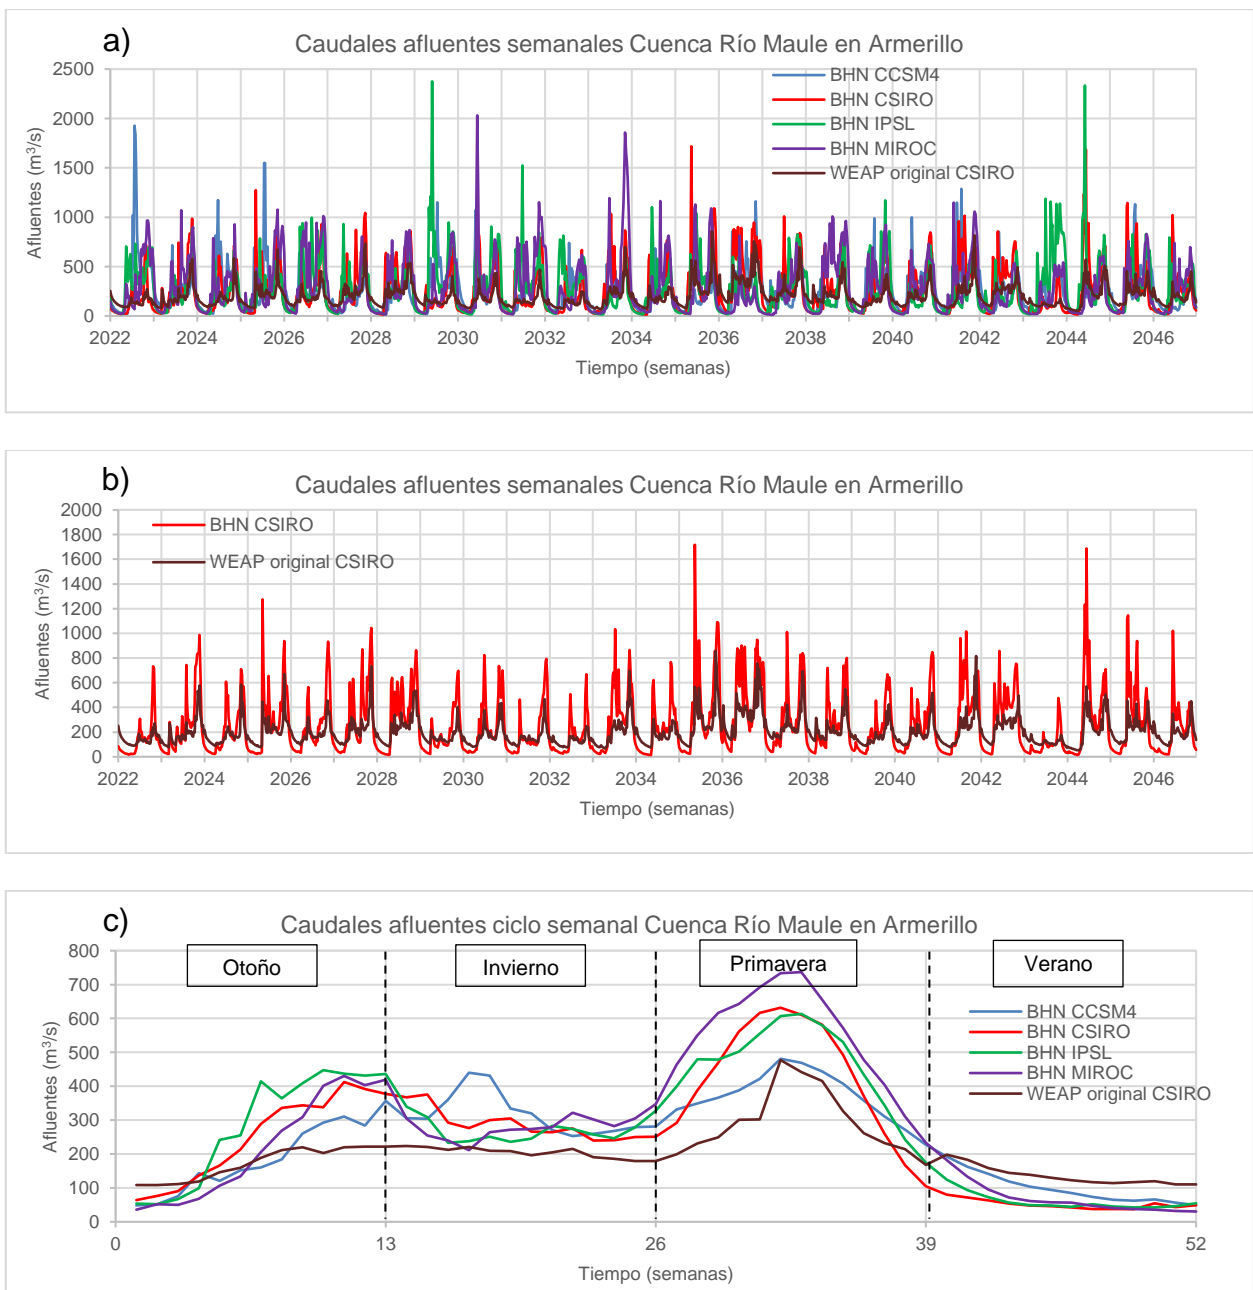 a)
Caudales afluentes semanales Cuenca Río Maule en Armerillo
BHN CCSM4
BHN CSIRO
BHN IPSL
BHN MIROC
WEAP original CSIRO
Afluentes (m³/s)
2500
2000
1500
1000
500
0
2022 2024 2026 2028 2030 2032 2034 2036 2038 2040 2042 2044 2046
Tiempo (semanas)
b)
Caudales afluentes semanales Cuenca Río Maule en Armerillo
BHN CSIRO
WEAP original CSIRO
Afluentes (m³/s)
2000
1800
1600
1400
1200
1000
800
600
400
200
0
2022 2024 2026 2028 2030 2032 2034 2036 2038 2040 2042 2044 2046
Tiempo (semanas)
c)
Caudales afluentes ciclo semanal Cuenca Río Maule en Armerillo
Otoño
Invierno
Primavera
Verano
BHN CCSM4
BHN CSIRO
BHN IPSL
BHN MIROC
WEAP original CSIRO
Afluentes (m³/s)
800
700
600
500
400
300
200
100
0
0 13 26 39 52
Tiempo (semanas)